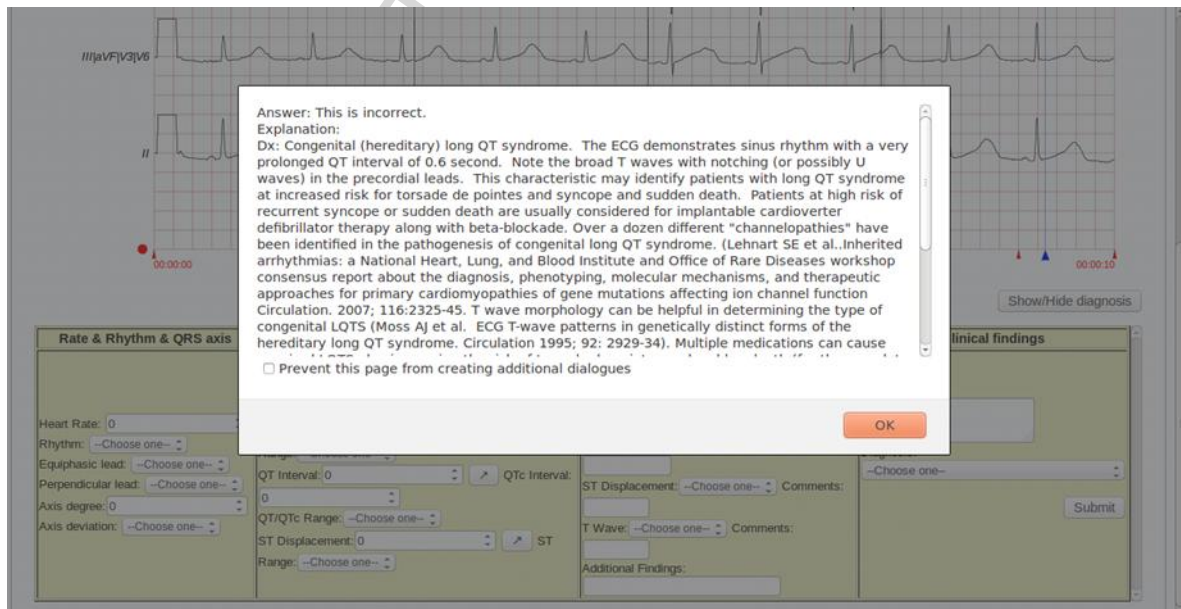 III|aVF|V3|V6
II
00:00:00
00:00:10
Answer: This is incorrect.
Explanation:
Dx: Congenital (hereditary) long QT syndrome. The ECG demonstrates sinus rhythm with a very
prolonged QT interval of 0.6 second. Note the broad T waves with notching (or possibly U
waves) in the precordial leads. This characteristic may identify patients with long QT syndrome
at increased risk for torsade de pointes and syncope and sudden death. Patients at high risk of
recurrent syncope or sudden death are usually considered for implantable cardioverter
defibrillator therapy along with beta-blockade. Over a dozen different "channelopathies" have
been identified in the pathogenesis of congenital long QT syndrome. (Lehnart SE et al..Inherited
arrhythmias: a National Heart, Lung, and Blood Institute and Office of Rare Diseases workshop
consensus report about the diagnosis, phenotyping, molecular mechanisms, and therapeutic
approaches for primary cardiomyopathies of gene mutations affecting ion channel function
Circulation. 2007; 116:2325-45. T wave morphology can be helpful in determining the type of
congenital LQTS (Moss AJ et al. ECG T-wave patterns in genetically distinct forms of the
hereditary long QT syndrome. Circulation 1995; 92: 2929-34). Multiple medications can cause
Prevent this page from creating additional dialogues
OK
Show/Hide diagnosis
Rate & Rhythm & QRS axis
linical findings
Heart Rate: 0
Rhythm: --Choose one--
Equiphasic lead: --Choose one--
Perpendicular lead: --Choose one--
Axis degree: 0
Axis deviation: --Choose one--
QT Interval: 0 QTc Interval:
0
QT/QTc Range: --Choose one--
ST Displacement: 0 ST
Range: --Choose one--
ST Displacement: --Choose one-- Comments:
T Wave: --Choose one-- Comments:
Additional Findings:
--Choose one--
Submit